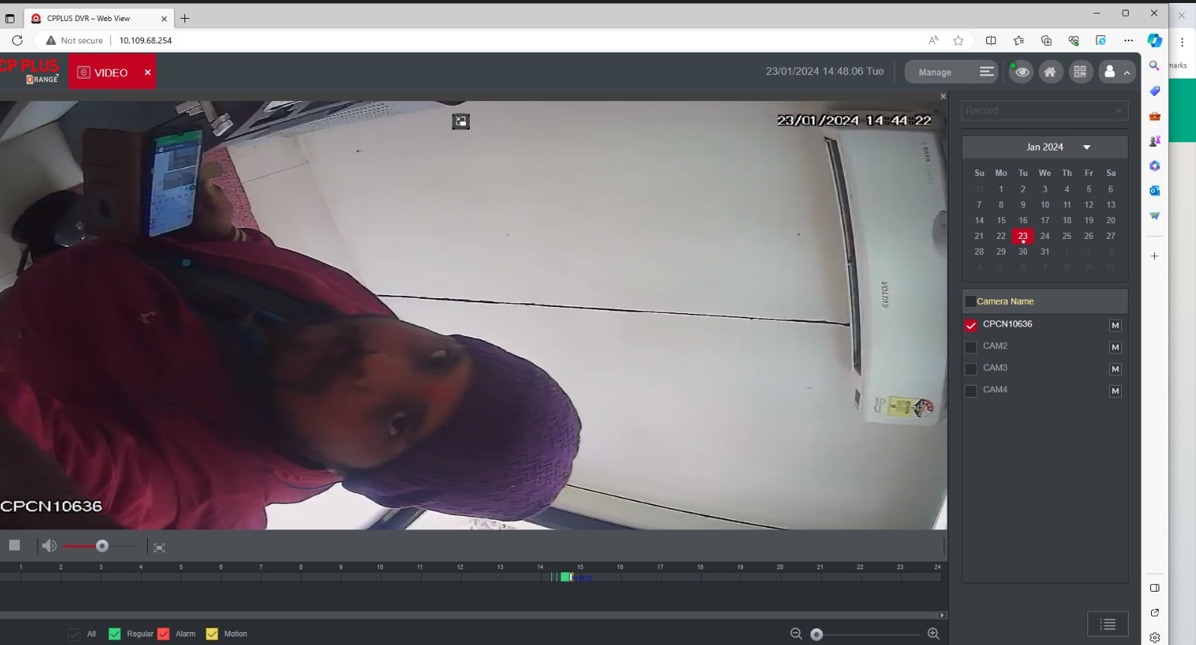 CPPLUS DVR – Web View
Not secure
10.109.68.254
CP PLUS
ORANGE
VIDEO
23/01/2024 14:48:06 Tue
Manage
23/01/2024 14:44:22
VOLTAS
CPCN10636
Record
Jan 2024
Su Mo Tu We Th Fr Sa
31 1 2 3 4 5 6
7 8 9 10 11 12 13
14 15 16 17 18 19 20
21 22 23 24 25 26 27
28 29 30 31 1 2 3
4 5 6 7 8 9 10
Camera Name
CPCN10636 M
CAM2 M
CAM3 M
CAM4 M
1 2 3 4 5 6 7 8 9 10 11 12 13 14 15 16 17 18 19 20 21 22 23 24
All Regular Alarm Motion
marks